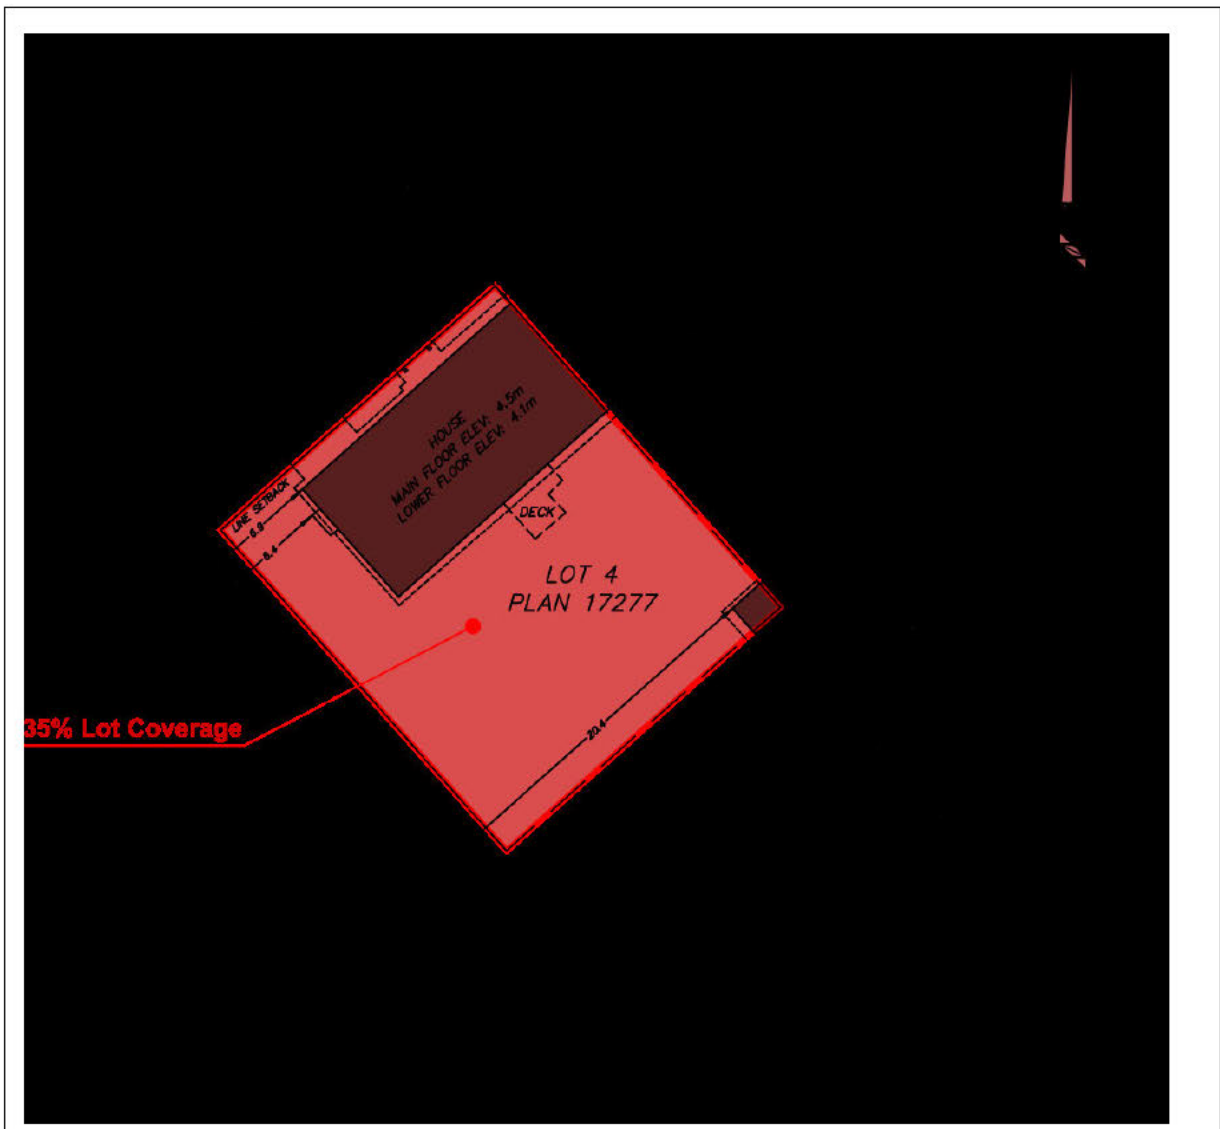 HOUSE
MAIN FLOOR ELEV: 4.5m
LOWER FLOOR ELEV: 4.1m
LINE SETBACK
DECK
LOT 4
PLAN 17277
35% Lot Coverage
20.4